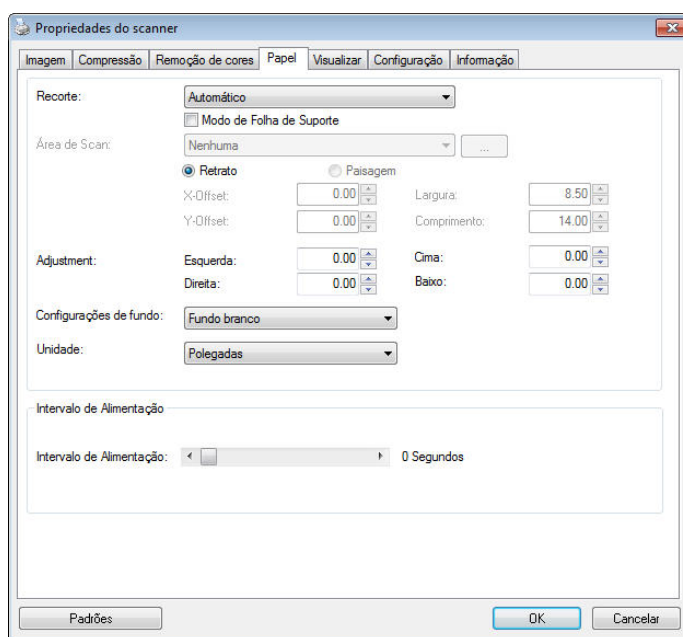 Propriedades do scanner
Imagem Compressão Remoção de cores Papel Visualizar Configuração Informação
Recorte: Automático
Modo de Folha de Suporte
Área de Scan: Nenhuma ...
Retrato Paisagem
X-Offset: 0.00 Largura: 8.50
Y-Offset: 0.00 Comprimento: 14.00
Adjustment: Esquerda: 0.00 Cima: 0.00
Direita: 0.00 Baixo: 0.00
Configurações de fundo: Fundo branco
Unidade: Polegadas
Intervalo de Alimentação
Intervalo de Alimentação: 0 Segundos
Padrões OK Cancelar